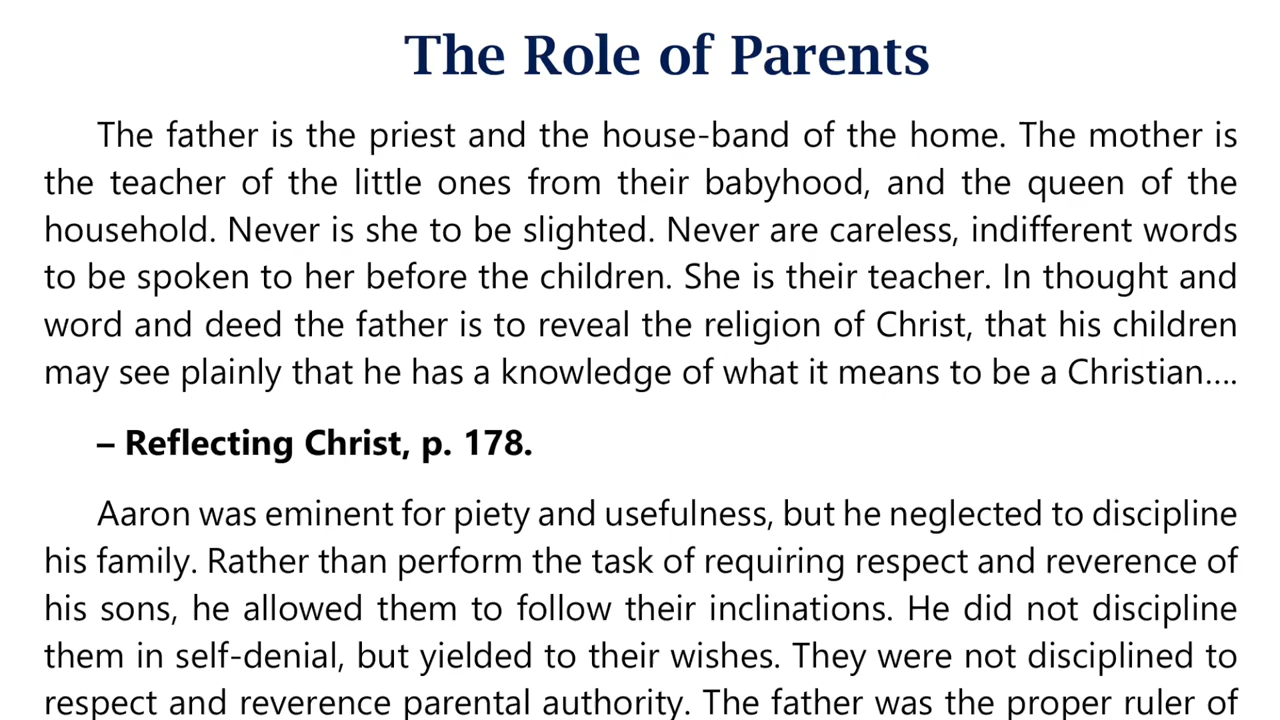 The Role of Parents
The father is the priest and the house-band of the home. The mother is
the teacher of the little ones from their babyhood, and the queen of the
household. Never is she to be slighted. Never are careless, indifferent words
to be spoken to her before the children. She is their teacher. In thought and
word and deed the father is to reveal the religion of Christ, that his children
may see plainly that he has a knowledge of what it means to be a Christian....
– Reflecting Christ, p. 178.
Aaron was eminent for piety and usefulness, but he neglected to discipline
his family. Rather than perform the task of requiring respect and reverence of
his sons, he allowed them to follow their inclinations. He did not discipline
them in self-denial, but yielded to their wishes. They were not disciplined to
respect and reverence parental authority. The father was the proper ruler of